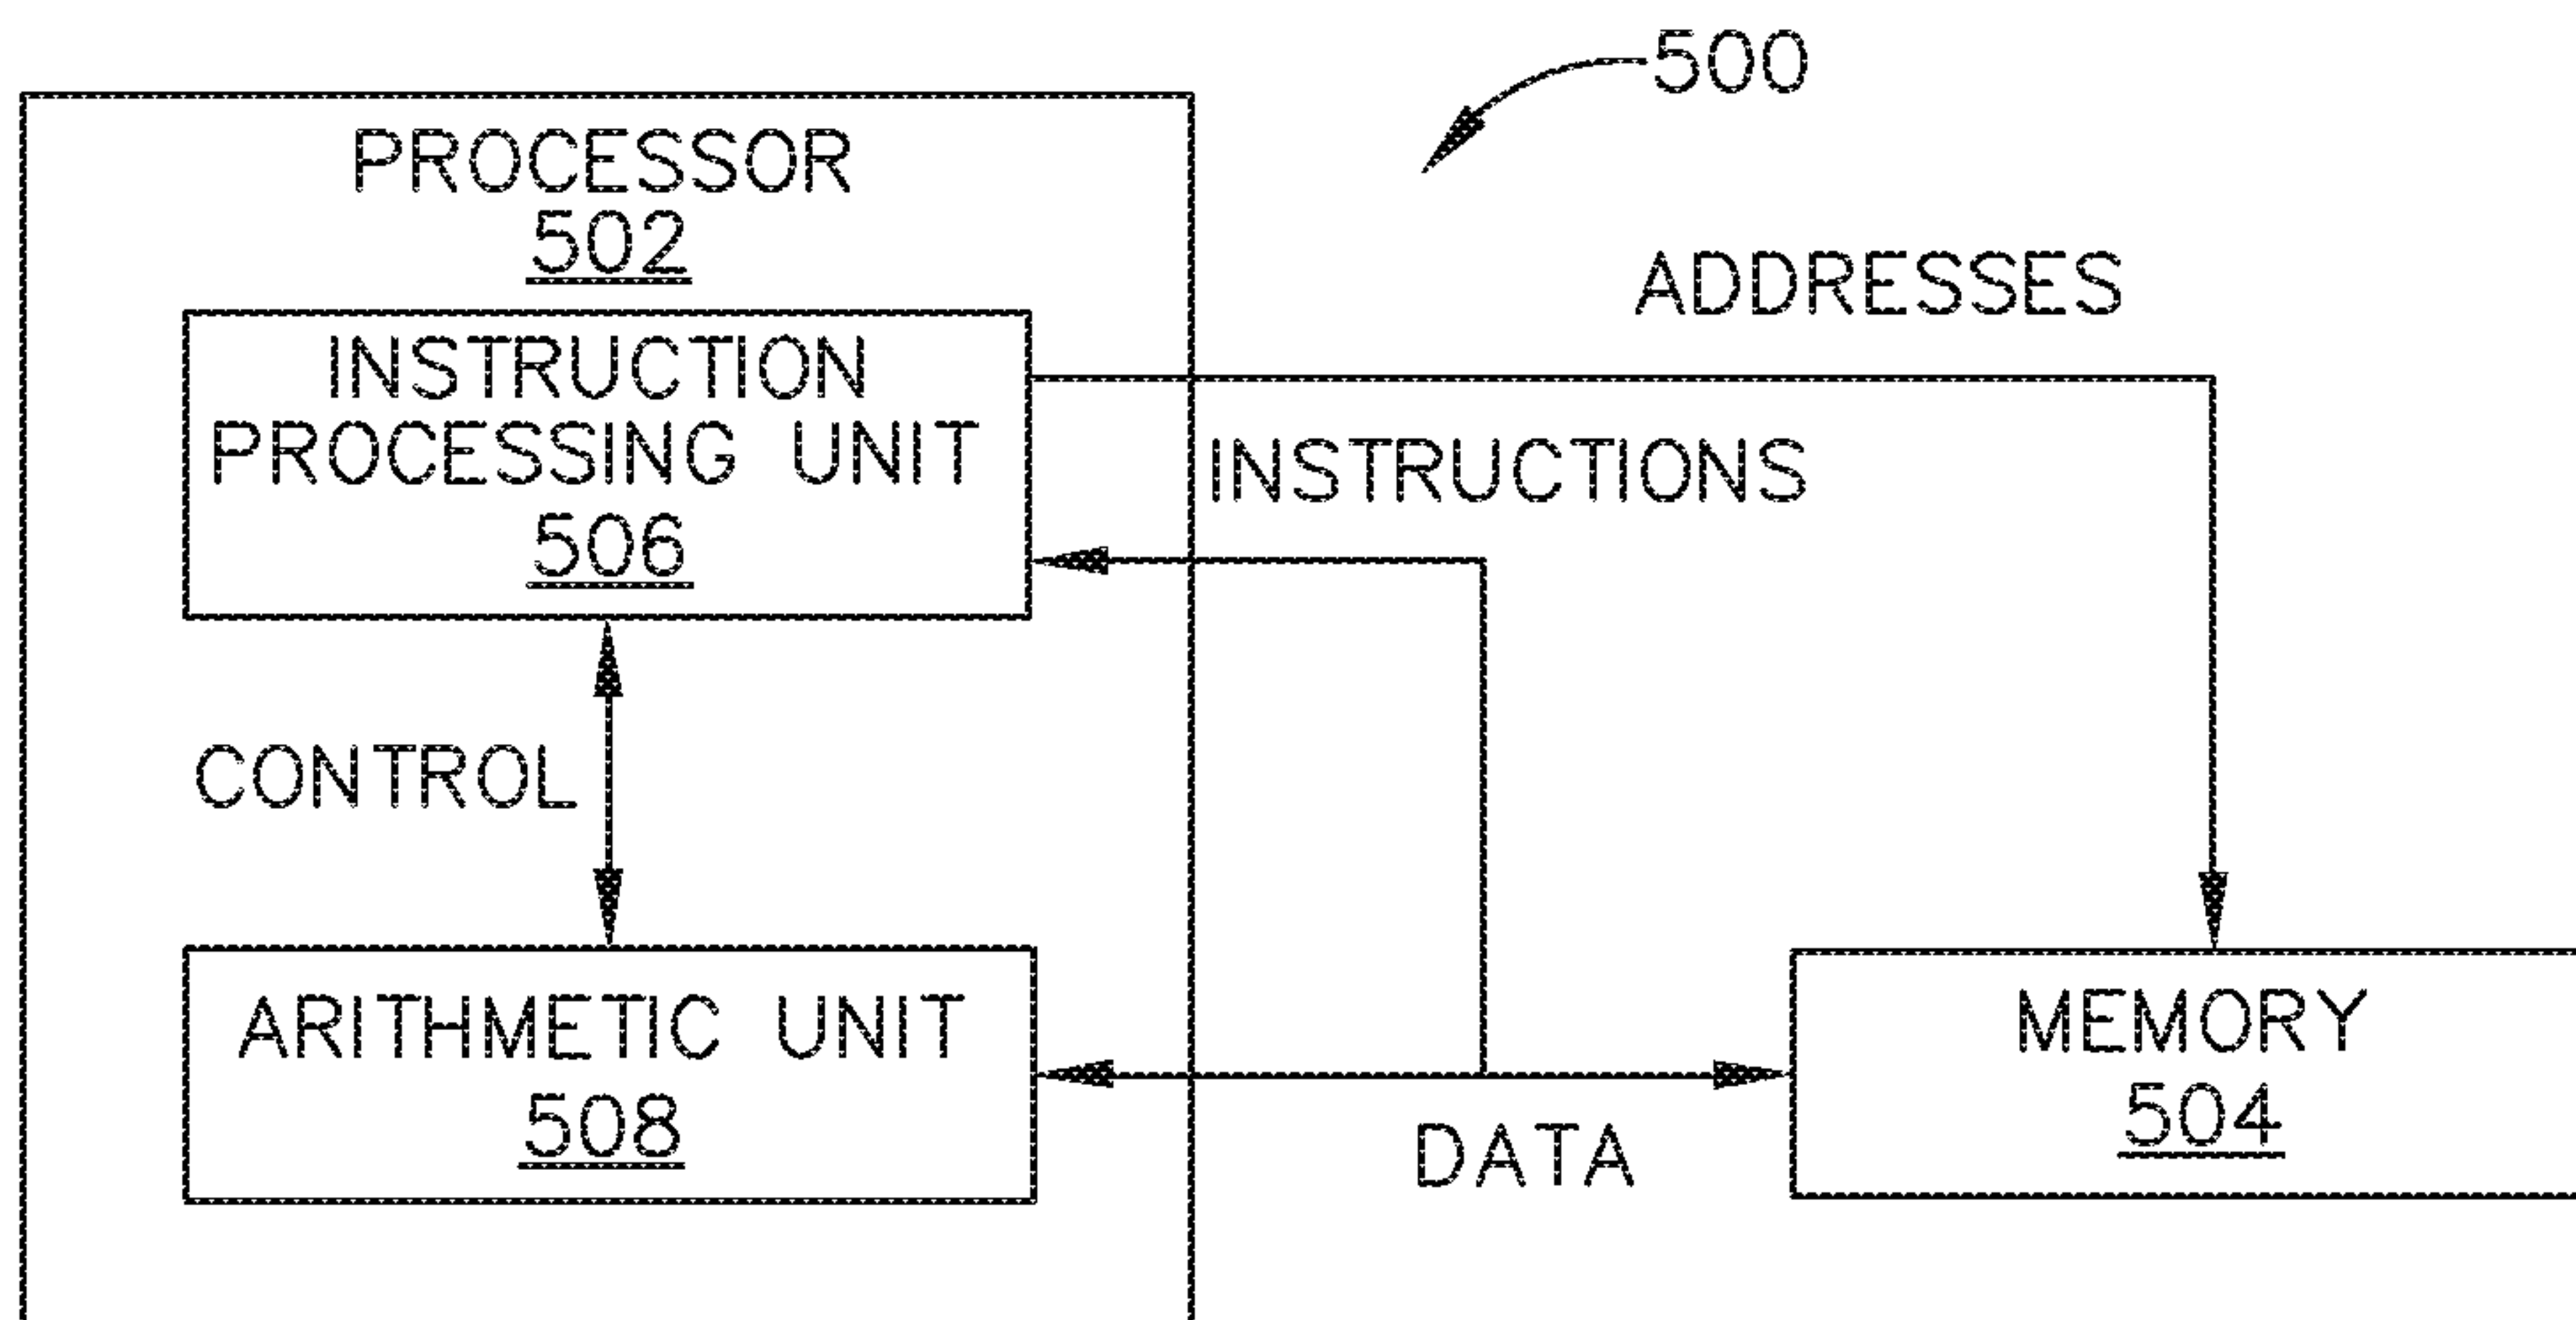 500
PROCESSOR
502
ADDRESSES
INSTRUCTION
PROCESSING UNIT
506
INSTRUCTIONS
CONTROL
ARITHMETIC UNIT
508
DATA
MEMORY
504